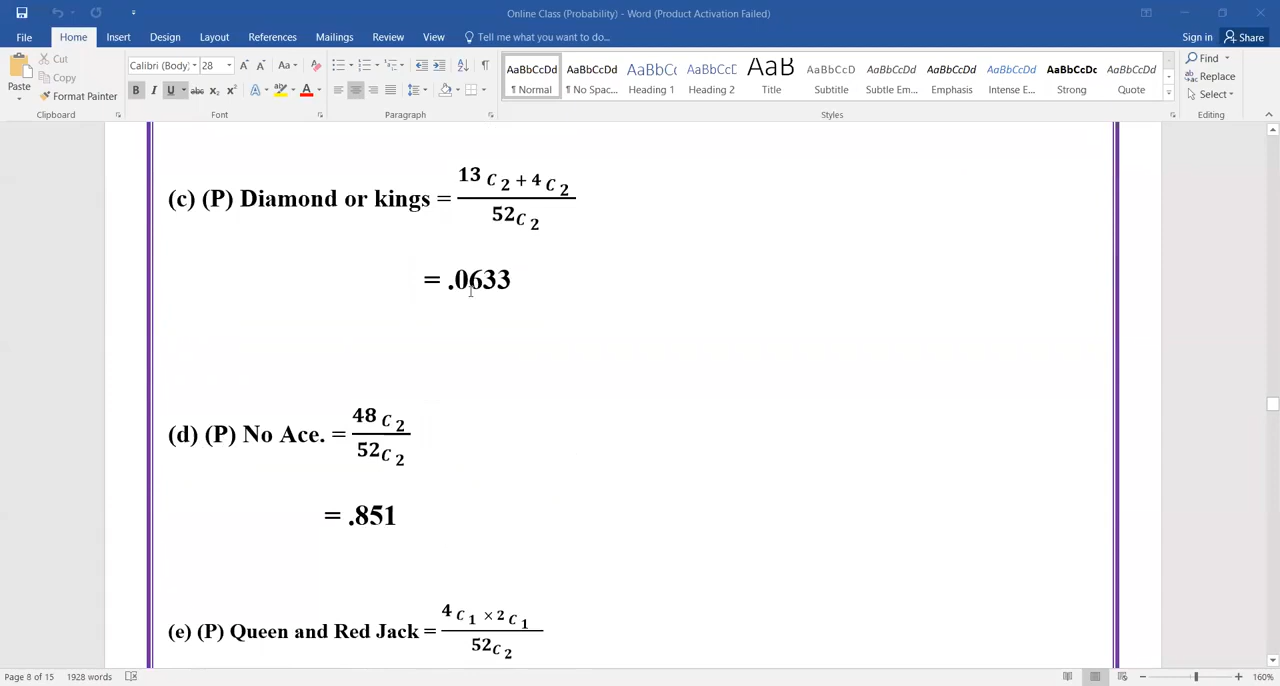 Online Class (Probability) - Word (Product Activation Failed)
File Home Insert Design Layout References Mailings Review View Tell me what you want to do... Sign in Share
Paste
Cut
Copy
Format Painter
Clipboard
Calibri (Body) 28
Font
Paragraph
AaBbCcDd AaBbCcDd AaBbCc AaBbCcD AaB AaBbCcD AaBbCcDd AaBbCcDd AaBbCcDd AaBbCcDc AaBbCcDd
¶ Normal ¶ No Spac... Heading 1 Heading 2 Title Subtitle Subtle Em... Emphasis Intense E... Strong Quote
Styles
Find
Replace
Select
Editing
(c) (P) Diamond or kings = 13 C 2 + 4 C 2 / 52C 2
= .0633
(d) (P) No Ace. = 48 C 2 / 52C 2
= .851
(e) (P) Queen and Red Jack = 4 C 1 × 2 C 1 / 52C 2
Page 8 of 15 1928 words 160%